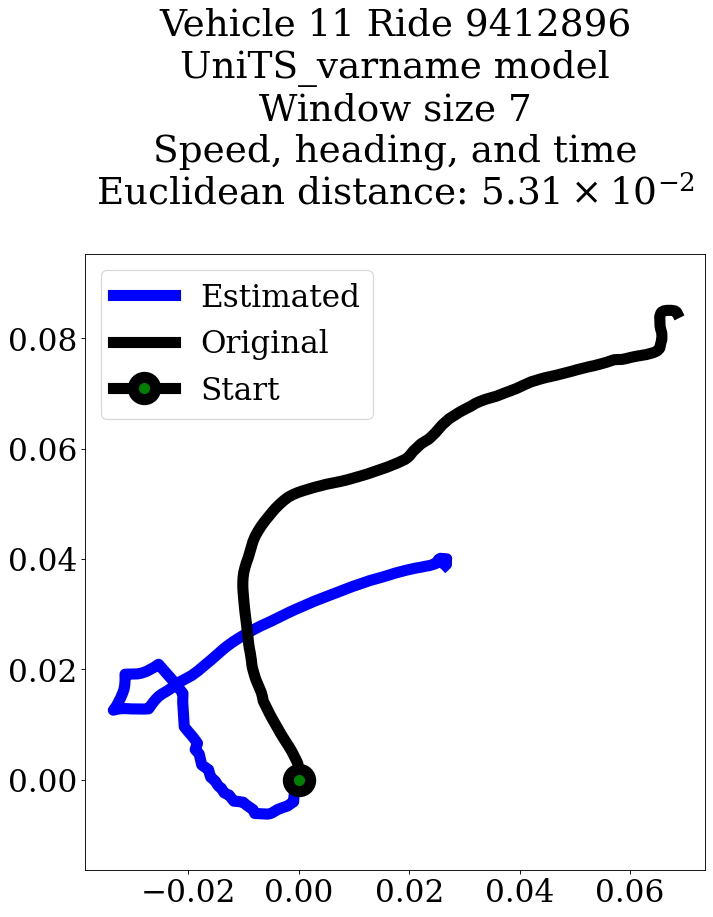 Vehicle 11 Ride 9412896
UniTS_varname model
Window size 7
Speed, heading, and time
Euclidean distance: 5.31 × 10⁻²
Estimated
Original
Start
0.08
0.06
0.04
0.02
0.00
−0.02 0.00 0.02 0.04 0.06